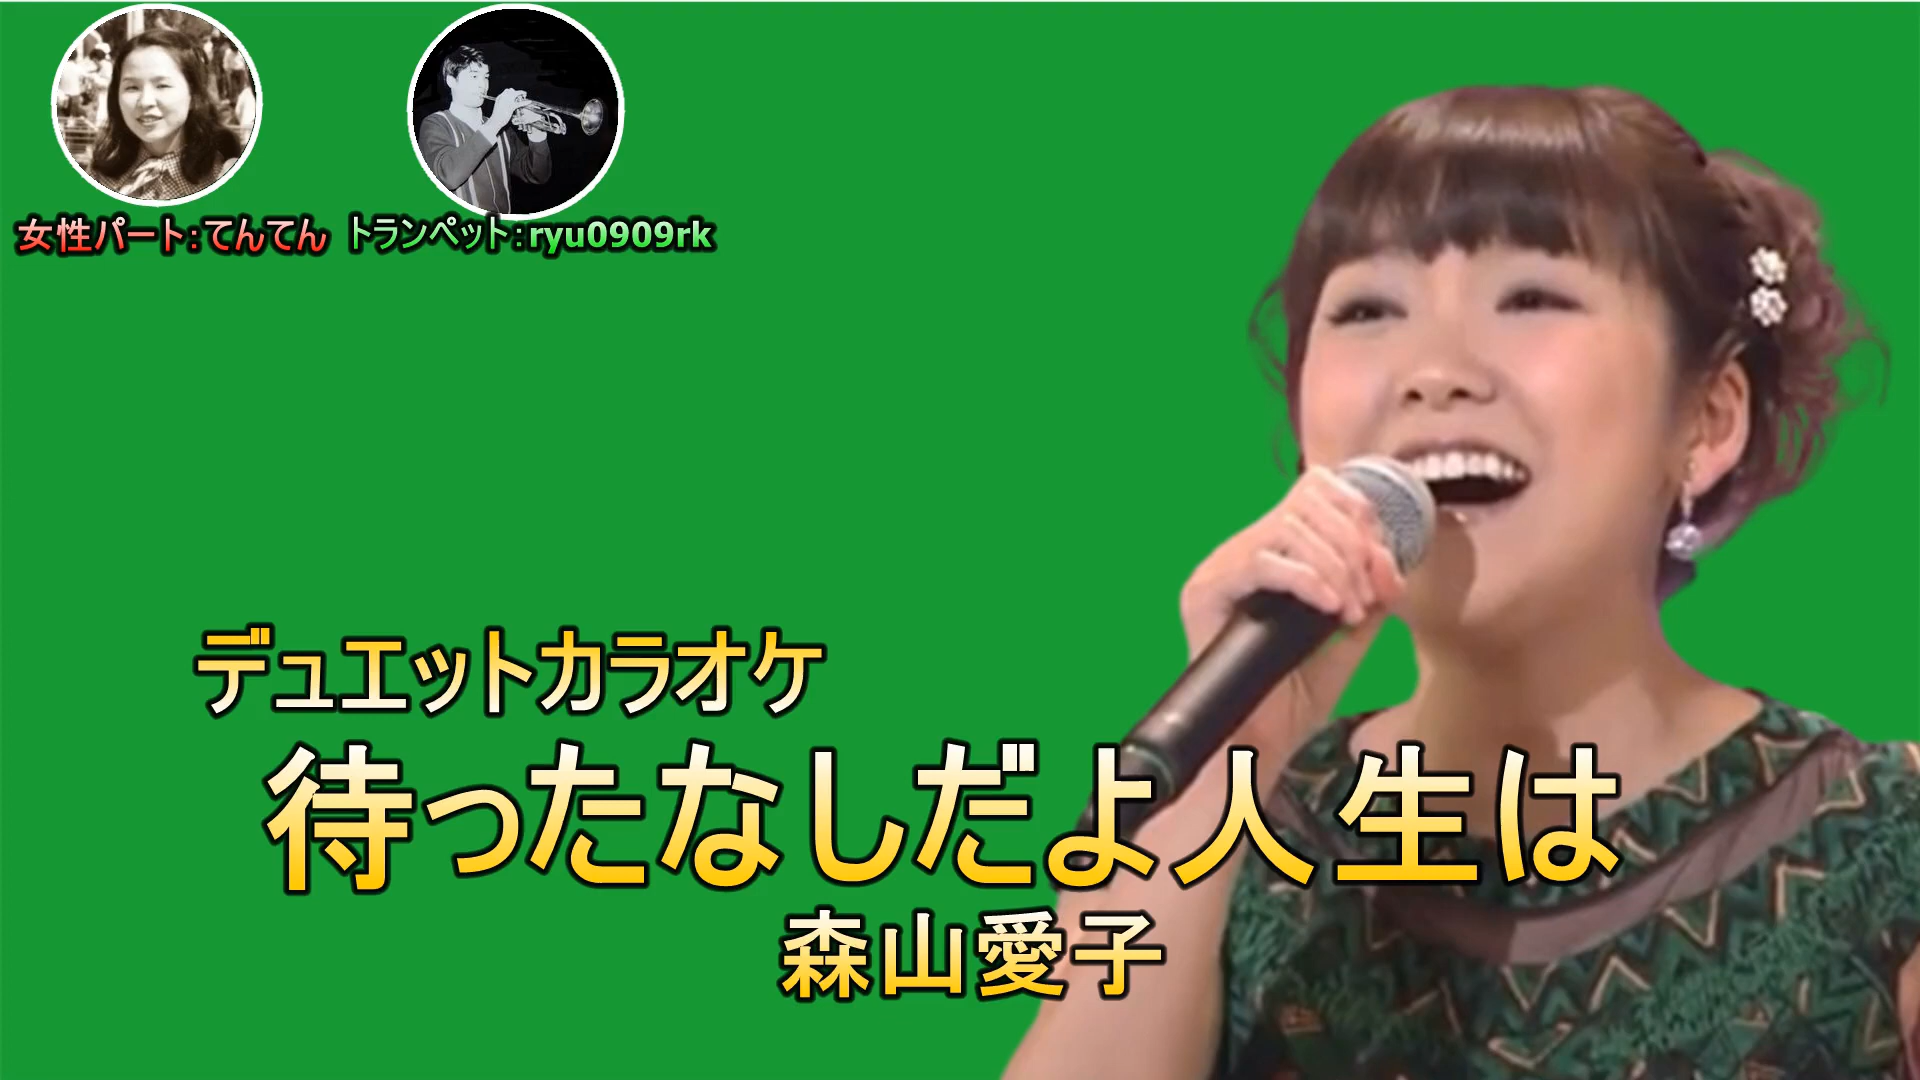 女性パート:てんてん
トランペット:ryu0909rk
デュエットカラオケ
待ったなしだよ人生は
森山愛子